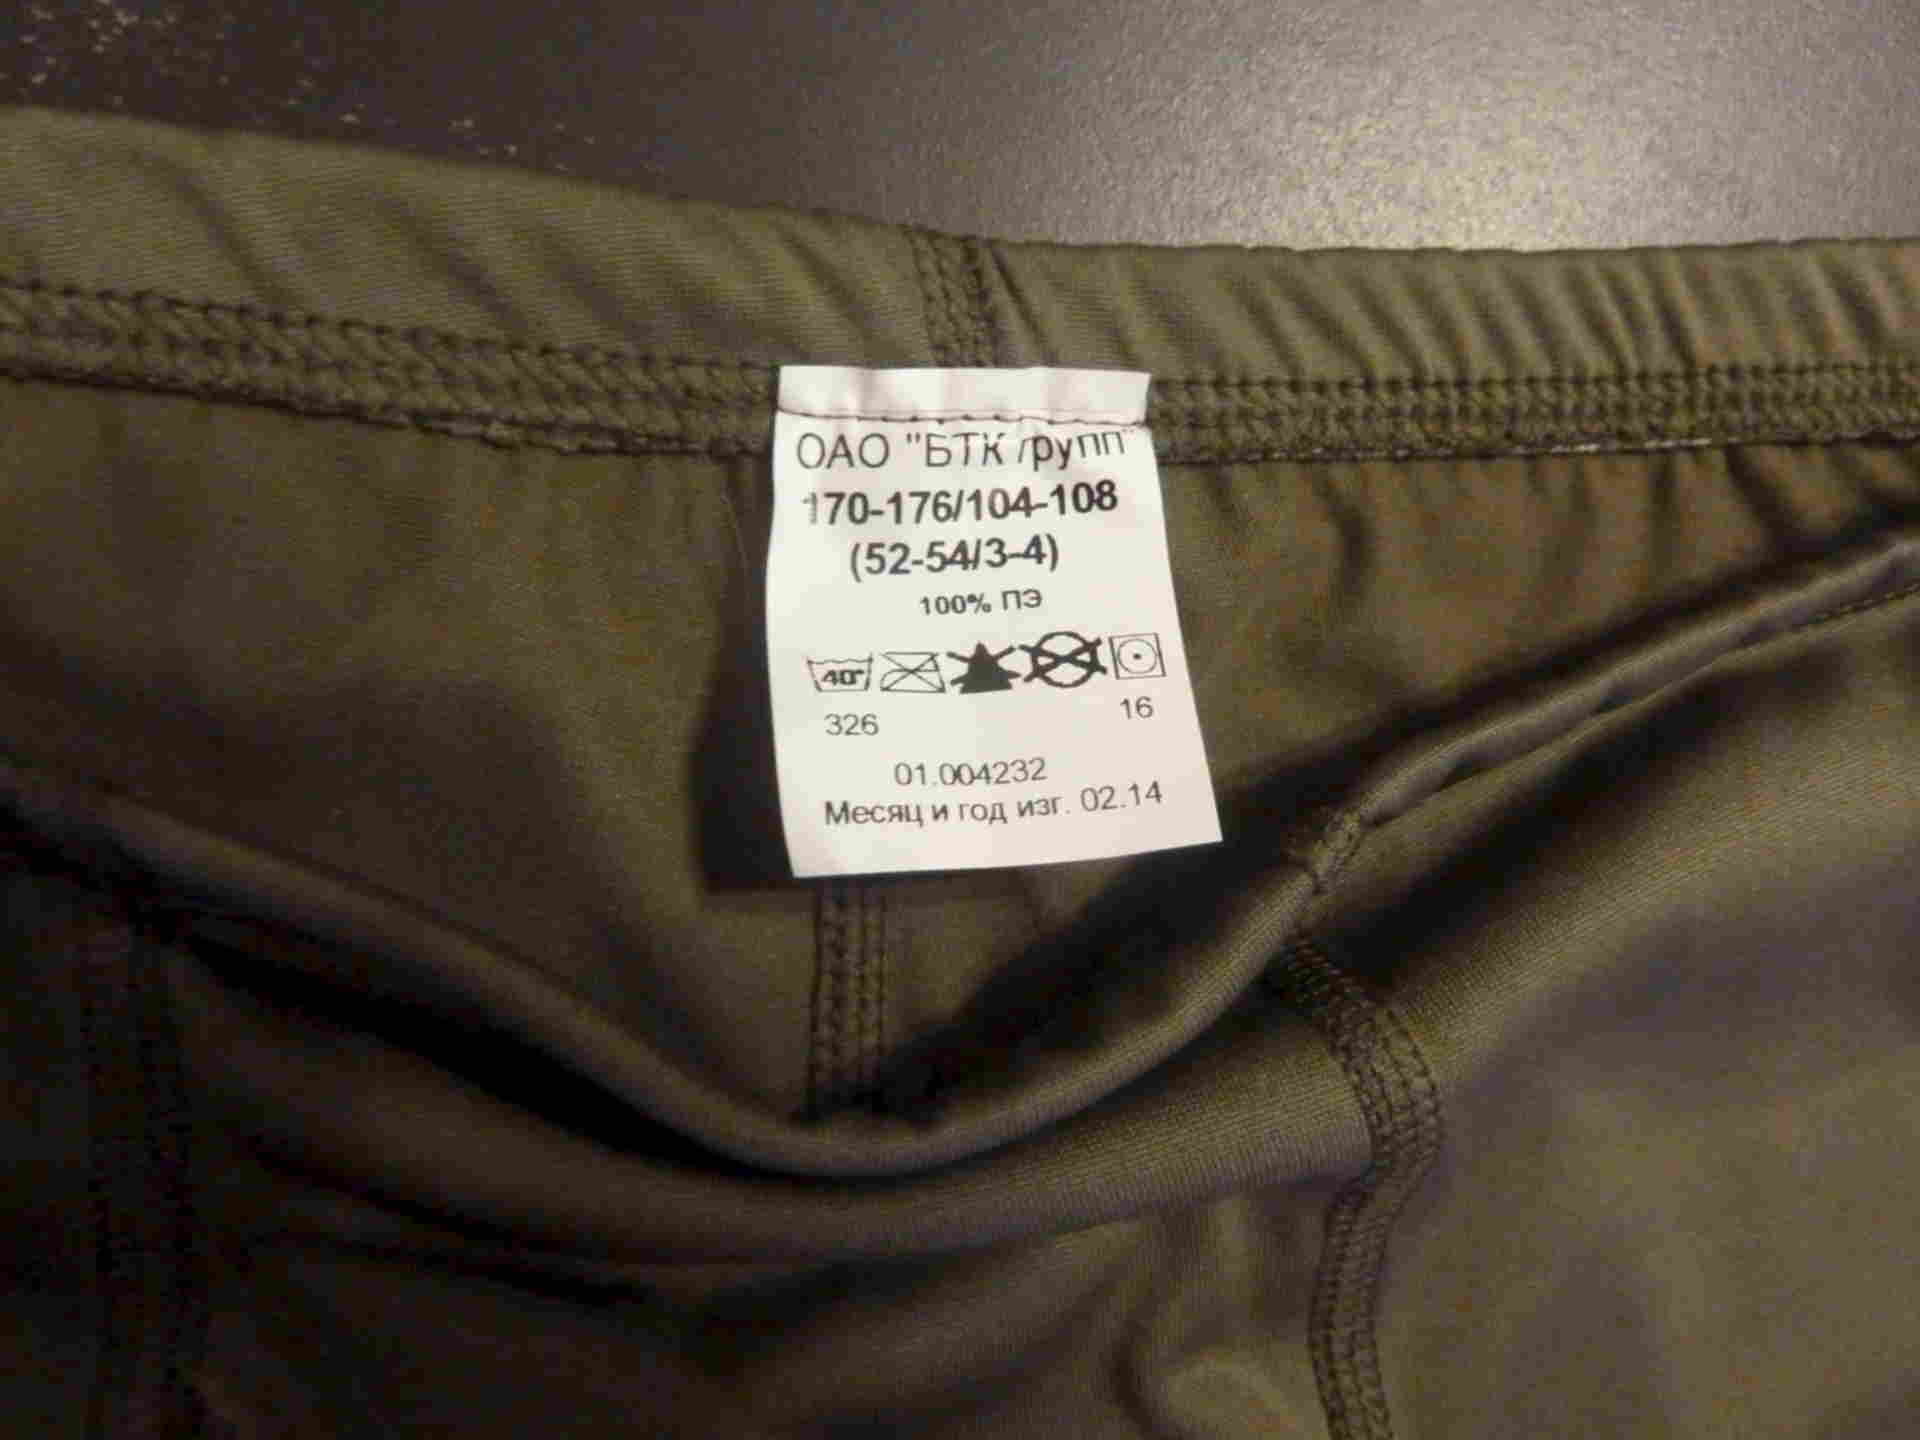 ОАО "БТК групп"
170-176/104-108
(52-54/3-4)
100% ПЭ
40°
326 16
01.004232
Месяц и год изг. 02.14